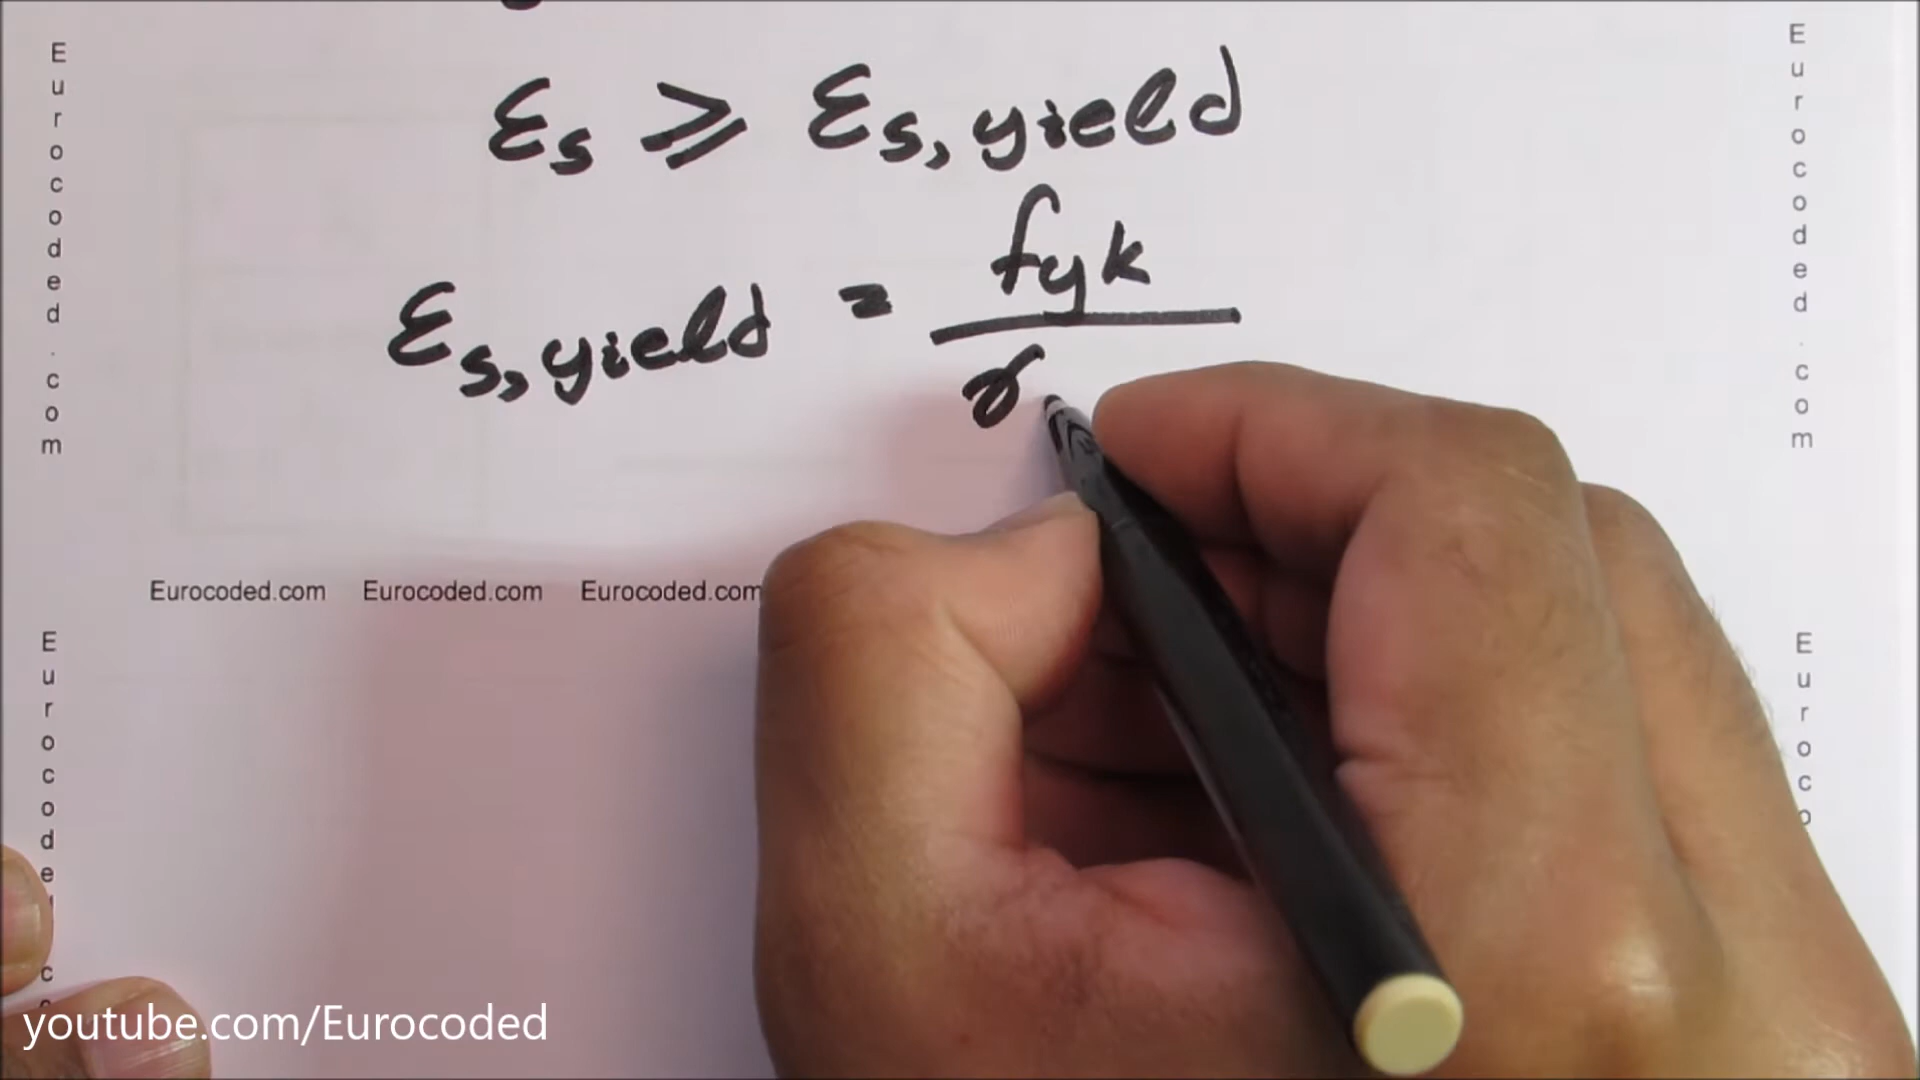 εs ≥ εs,yield
εs,yield = fyk
γ
Eurocoded.com
Eurocoded.com
Eurocoded.com Eurocoded.com Eurocoded.com
Euroco
youtube.com/Eurocoded